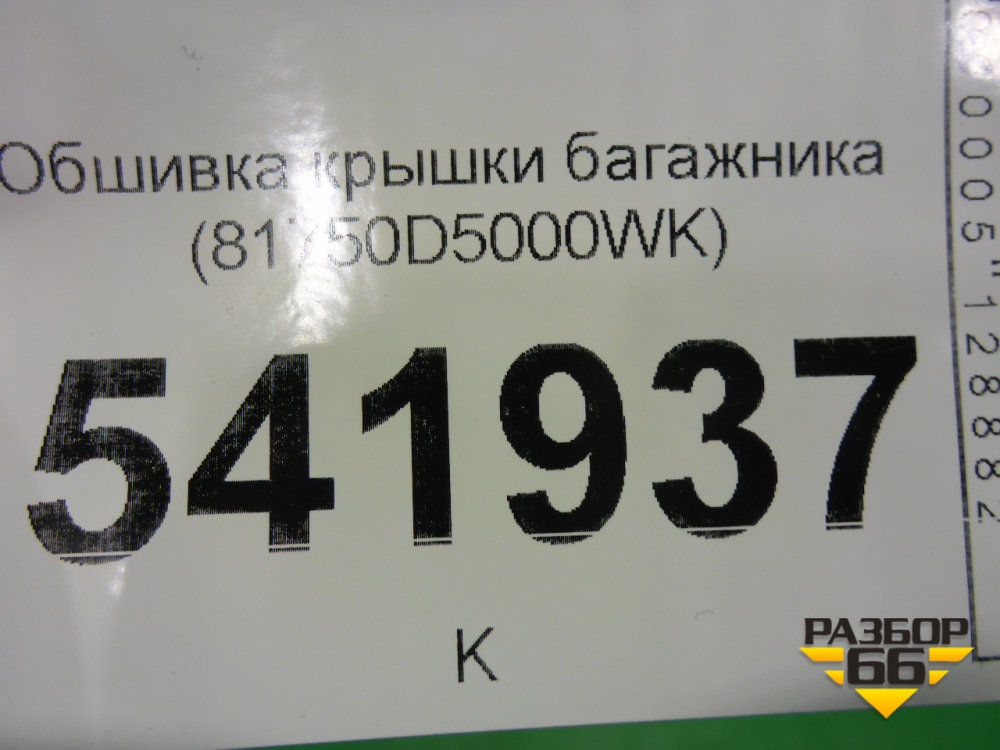 Обшивка крышки багажника
(81750D5000WK)
541937
К
РАЗБОР
66